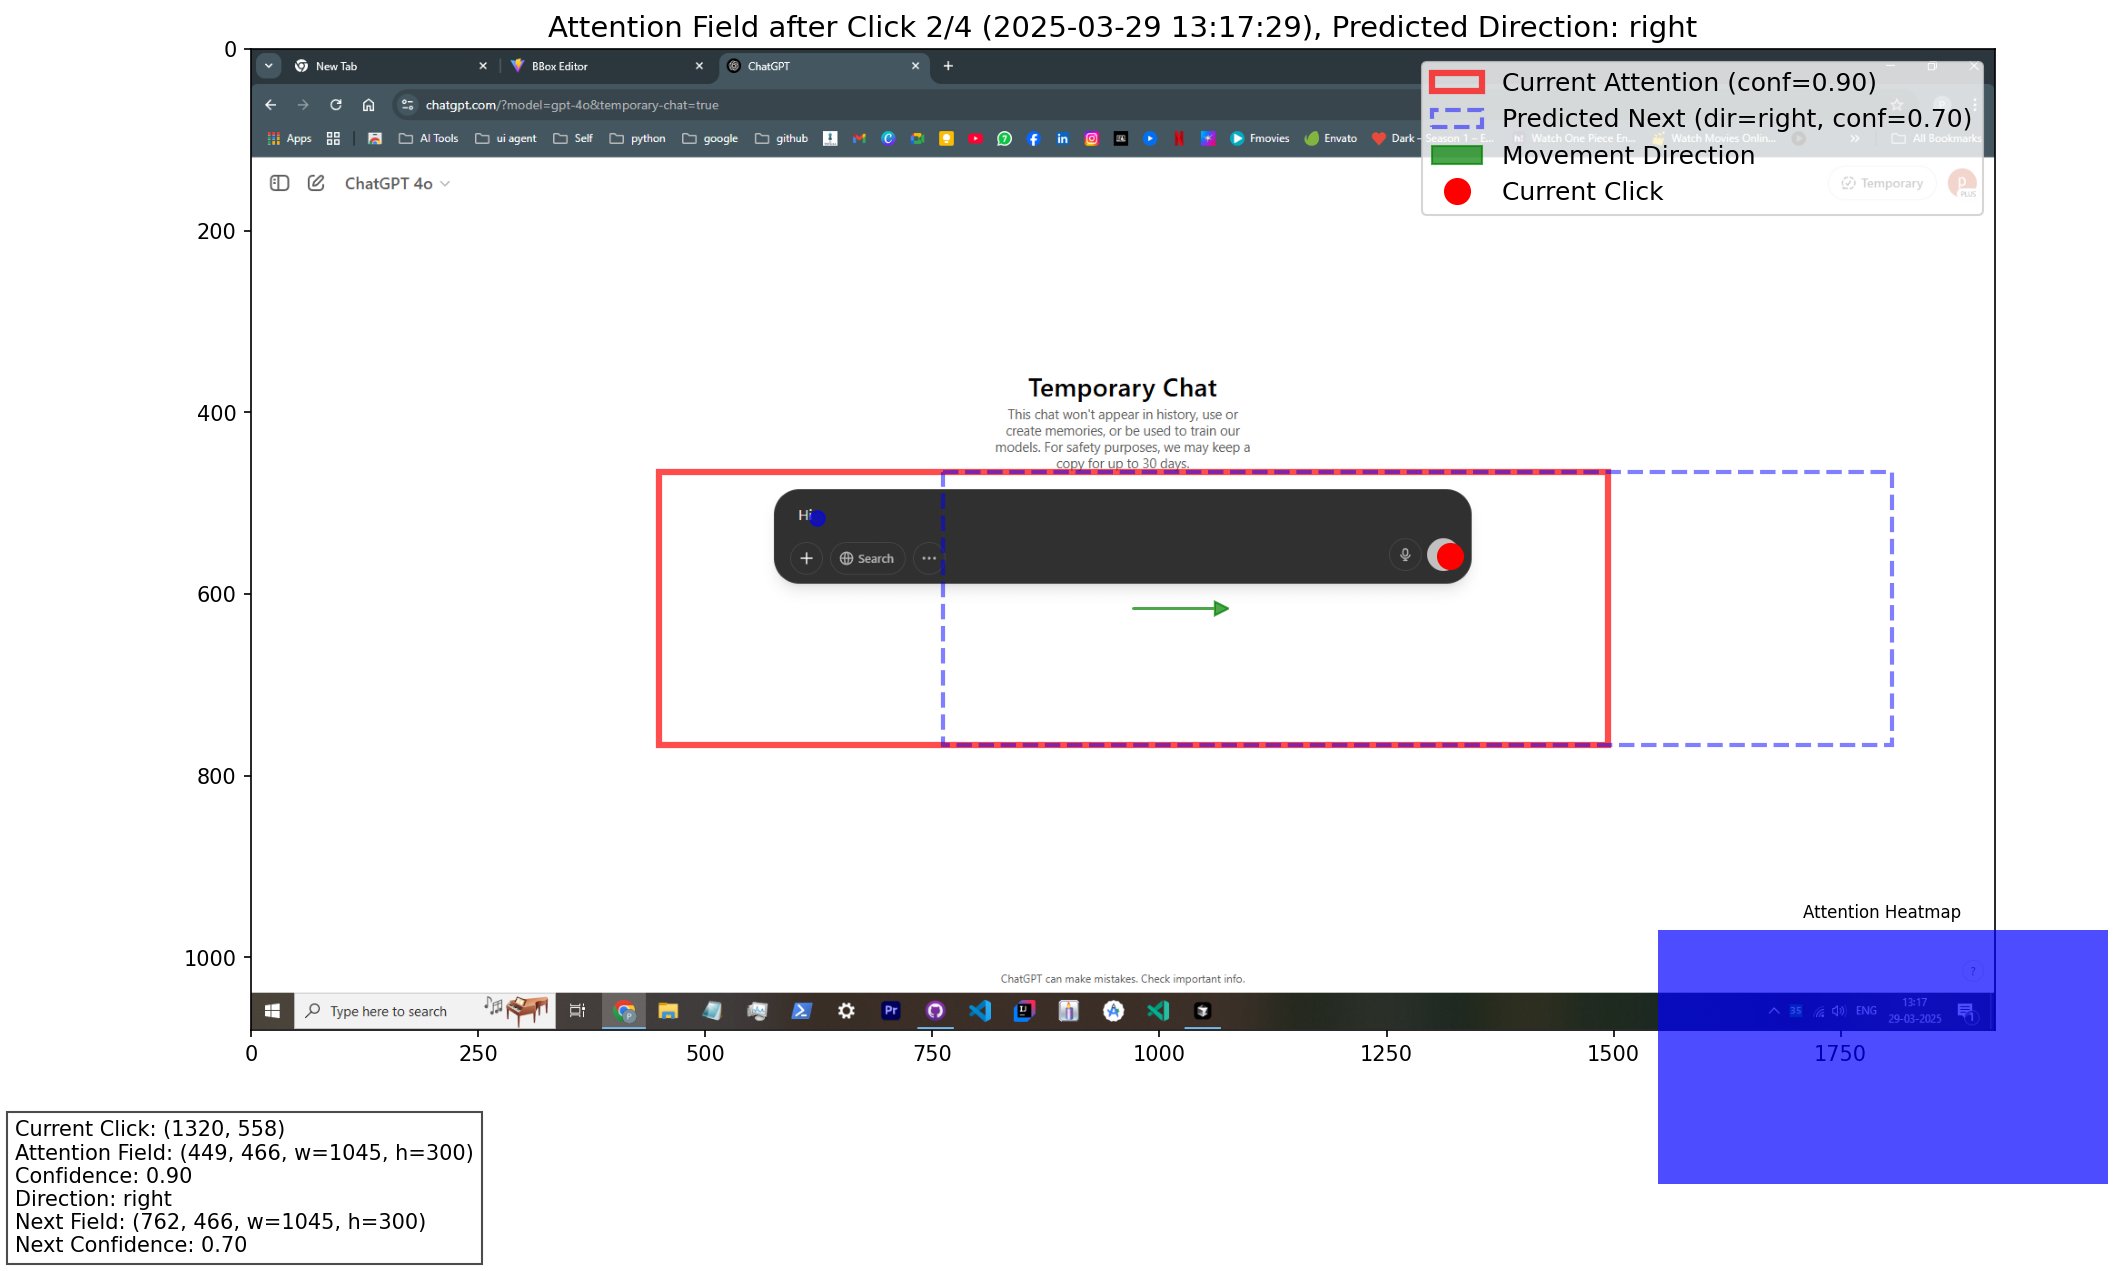 Attention Field after Click 2/4 (2025-03-29 13:17:29), Predicted Direction: right
0
200
400
600
800
1000
New Tab
BBox Editor
ChatGPT
chatgpt.com/?model=gpt-4o&temporary-chat=true
Apps AI Tools ui agent Self python google github Fmovies Envato Dark - Season 1 - E... Watch One Piece En... Watch Movies Onlin... All Bookmarks
Current Attention (conf=0.90)
Predicted Next (dir=right, conf=0.70)
Movement Direction
Current Click
ChatGPT 4o
Temporary
PLUS
Temporary Chat
This chat won't appear in history, use or
create memories, or be used to train our
models. For safety purposes, we may keep a
copy for up to 30 days.
Hi
Search
Attention Heatmap
ChatGPT can make mistakes. Check important info.
?
Type here to search
Pr
ENG
13:17
29-03-2025
0 250 500 750 1000 1250 1500 1750
Current Click: (1320, 558)
Attention Field: (449, 466, w=1045, h=300)
Confidence: 0.90
Direction: right
Next Field: (762, 466, w=1045, h=300)
Next Confidence: 0.70